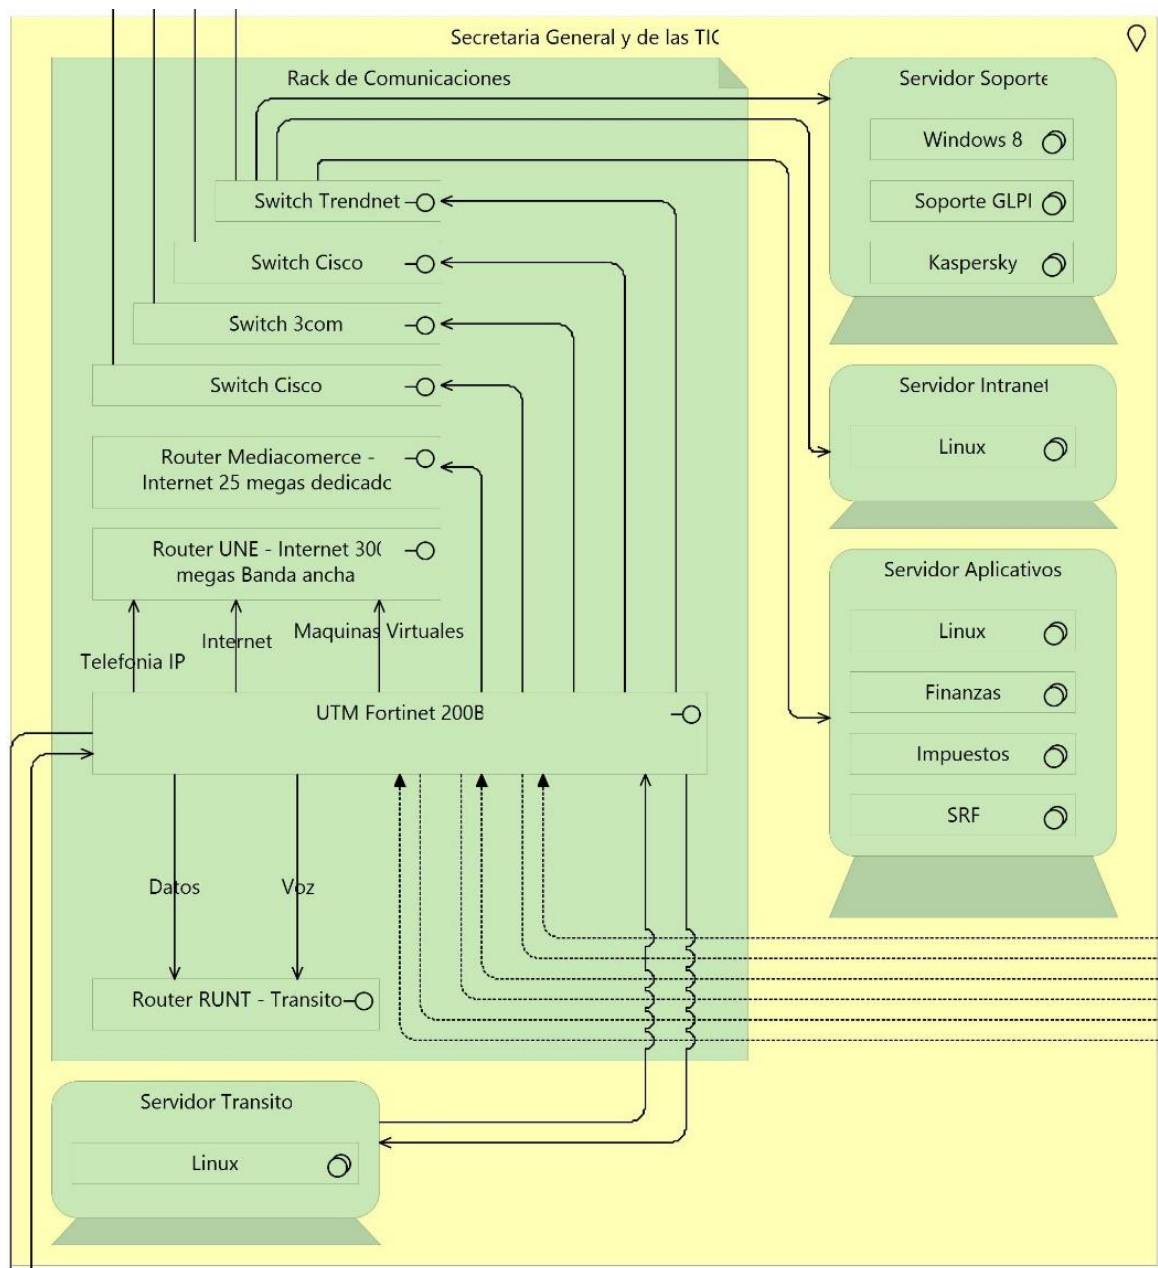 Secretaria General y de las TIC
Rack de Comunicaciones
Switch Trendnet
Switch Cisco
Switch 3com
Switch Cisco
Router Mediacomerce -
Internet 25 megas dedicado
Router UNE - Internet 300
megas Banda ancha
Telefonia IP
Internet
Maquinas Virtuales
UTM Fortinet 200B
Datos
Voz
Router RUNT - Transito
Servidor Transito
Linux
Servidor Soporte
Windows 8
Soporte GLPI
Kaspersky
Servidor Intranet
Linux
Servidor Aplicativos
Linux
Finanzas
Impuestos
SRF